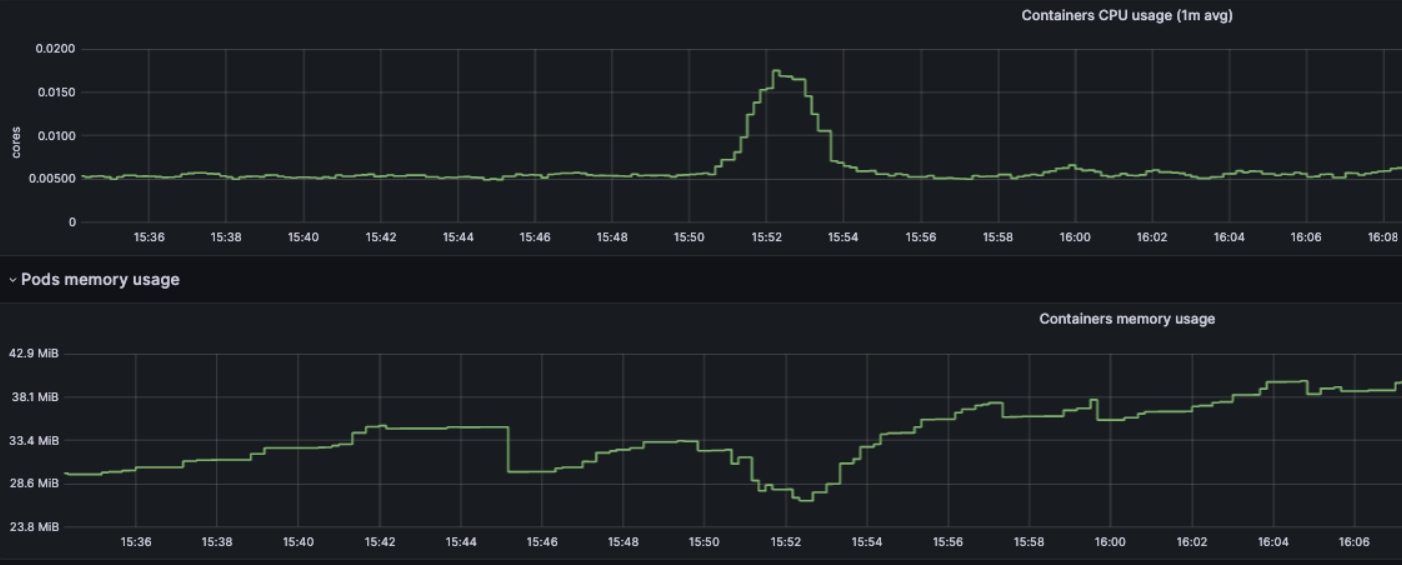 Containers CPU usage (1m avg)
0.0200
0.0150
0.0100
0.00500
0
cores
15:36 15:38 15:40 15:42 15:44 15:46 15:48 15:50 15:52 15:54 15:56 15:58 16:00 16:02 16:04 16:06 16:08
Pods memory usage
Containers memory usage
42.9 MiB
38.1 MiB
33.4 MiB
28.6 MiB
23.8 MiB
15:36 15:38 15:40 15:42 15:44 15:46 15:48 15:50 15:52 15:54 15:56 15:58 16:00 16:02 16:04 16:06